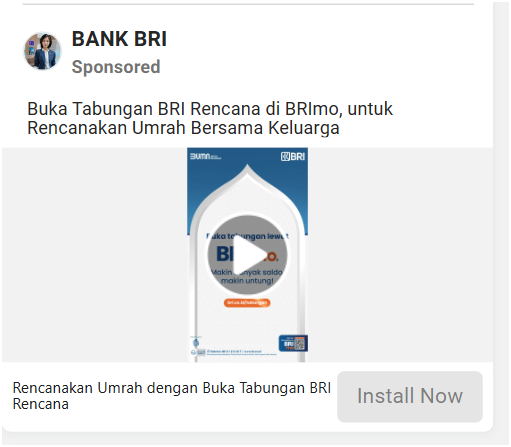 BANK BRI
Sponsored
Buka Tabungan BRI Rencana di BRImo, untuk
Rencanakan Umrah Bersama Keluarga
BUMN
BRI
Buka tabungan lewat
Makin banyak saldo
makin untung!
Rencanakan Umrah dengan Buka Tabungan BRI
Rencana
Install Now